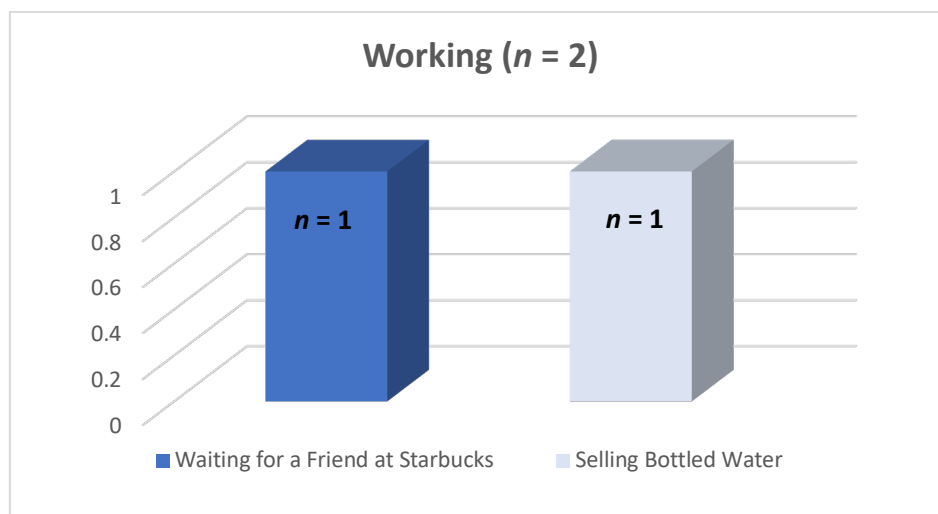 Working (n = 2)
1
0.8
0.6
0.4
0.2
0
n = 1
n = 1
Waiting for a Friend at Starbucks
Selling Bottled Water